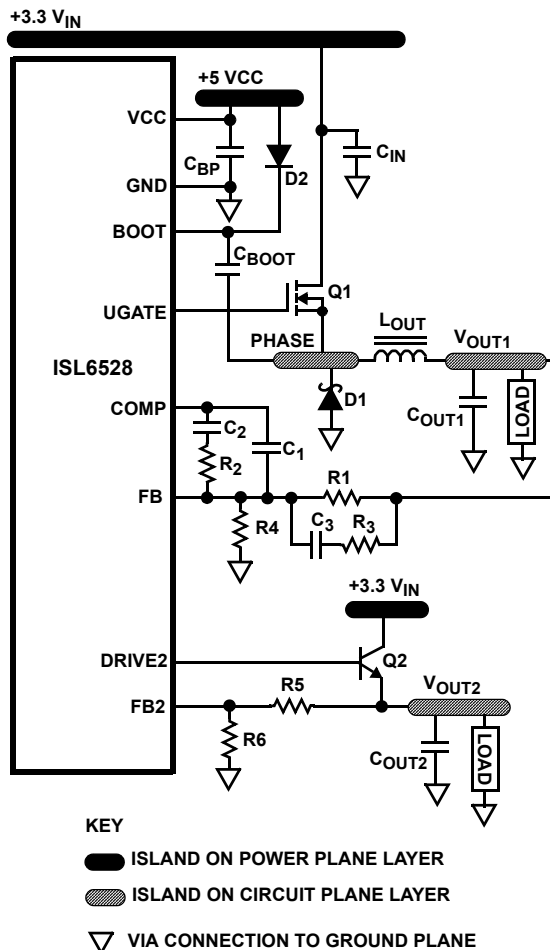 +3.3 VIN
+5 VCC
VCC
CBP
D2
CIN
GND
BOOT
CBOOT
Q1
UGATE
LOUT
PHASE
VOUT1
ISL6528
D1
COUT1
LOAD
COMP
C2
C1
R2
R1
FB
R4
C3
R3
+3.3 VIN
DRIVE2
Q2
R5
VOUT2
FB2
R6
COUT2
LOAD
KEY
ISLAND ON POWER PLANE LAYER
ISLAND ON CIRCUIT PLANE LAYER
VIA CONNECTION TO GROUND PLANE